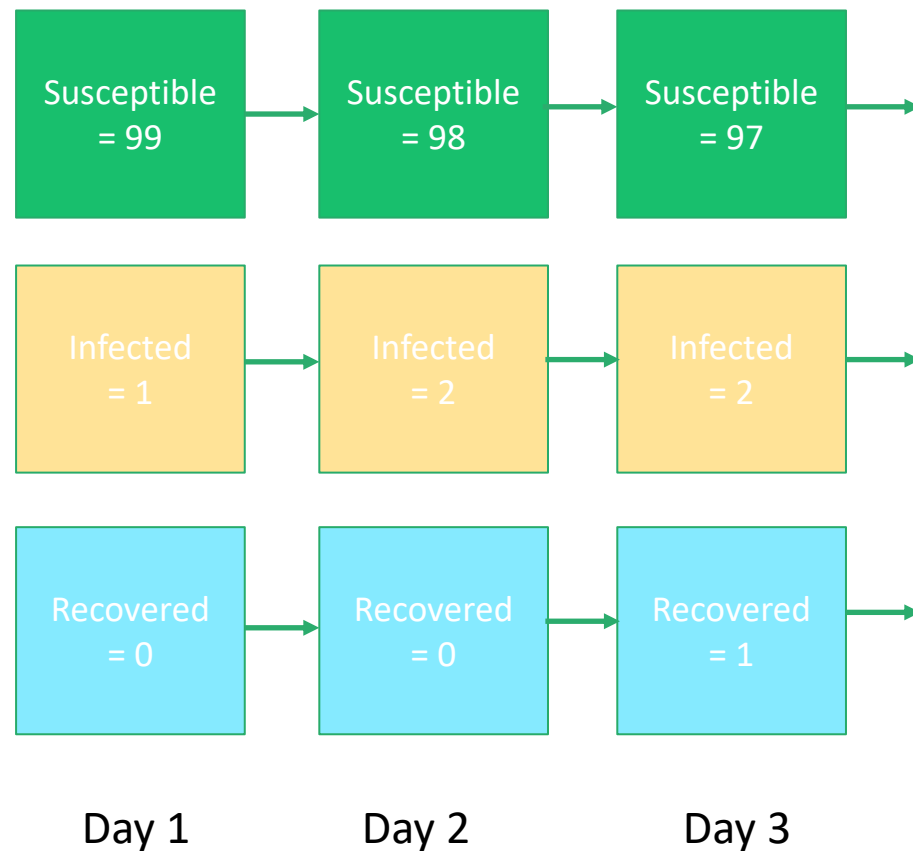 Susceptible
= 99
Susceptible
= 98
Susceptible
= 97
Infected
= 1
Infected
= 2
Infected
= 2
Recovered
= 0
Recovered
= 0
Recovered
= 1
Day 1
Day 2
Day 3